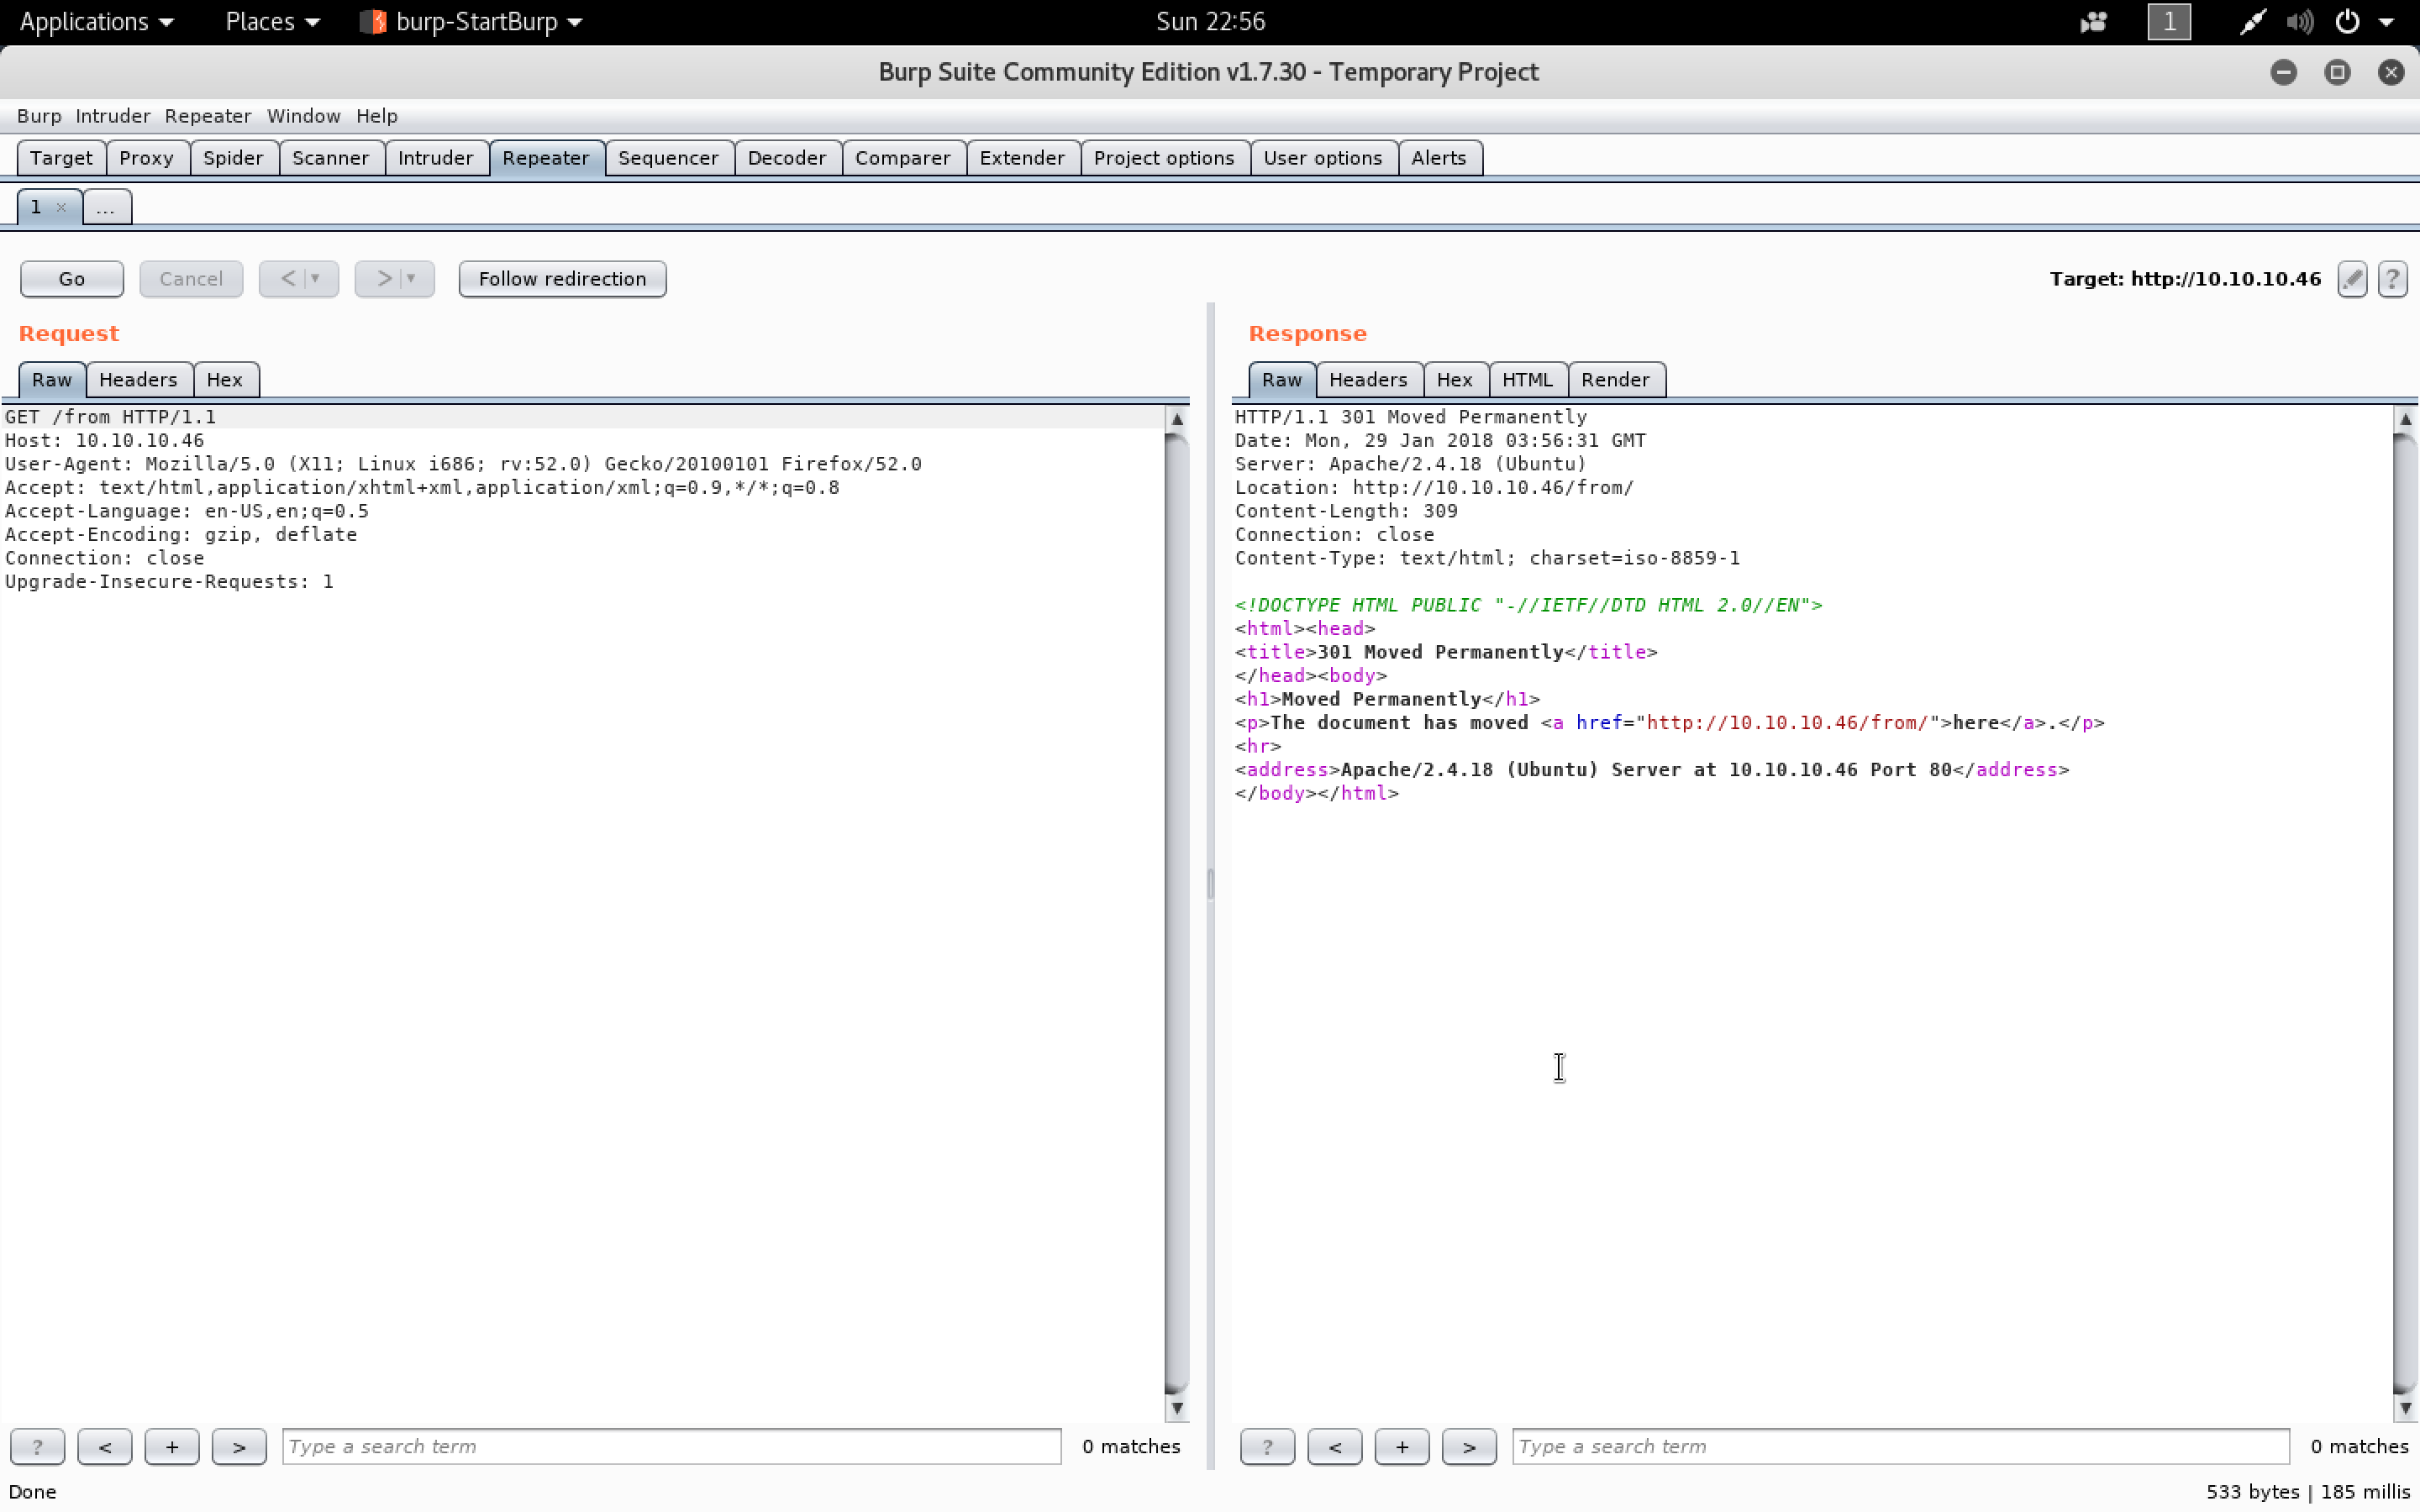 Applications Places burp-StartBurp Sun 22:56 1
Burp Suite Community Edition v1.7.30 - Temporary Project
Burp Intruder Repeater Window Help
Target Proxy Spider Scanner Intruder Repeater Sequencer Decoder Comparer Extender Project options User options Alerts
1 × ...
Go Cancel < > Follow redirection Target: http://10.10.10.46 ?
Request
Raw Headers Hex
GET /from HTTP/1.1
Host: 10.10.10.46
User-Agent: Mozilla/5.0 (X11; Linux i686; rv:52.0) Gecko/20100101 Firefox/52.0
Accept: text/html,application/xhtml+xml,application/xml;q=0.9,*/*;q=0.8
Accept-Language: en-US,en;q=0.5
Accept-Encoding: gzip, deflate
Connection: close
Upgrade-Insecure-Requests: 1
? < + > Type a search term 0 matches
Response
Raw Headers Hex HTML Render
HTTP/1.1 301 Moved Permanently
Date: Mon, 29 Jan 2018 03:56:31 GMT
Server: Apache/2.4.18 (Ubuntu)
Location: http://10.10.10.46/from/
Content-Length: 309
Connection: close
Content-Type: text/html; charset=iso-8859-1
<!DOCTYPE HTML PUBLIC "-//IETF//DTD HTML 2.0//EN">
<html><head>
<title>301 Moved Permanently</title>
</head><body>
<h1>Moved Permanently</h1>
<p>The document has moved <a href="http://10.10.10.46/from/">here</a>.</p>
<hr>
<address>Apache/2.4.18 (Ubuntu) Server at 10.10.10.46 Port 80</address>
</body></html>
? < + > Type a search term 0 matches
Done 533 bytes | 185 millis